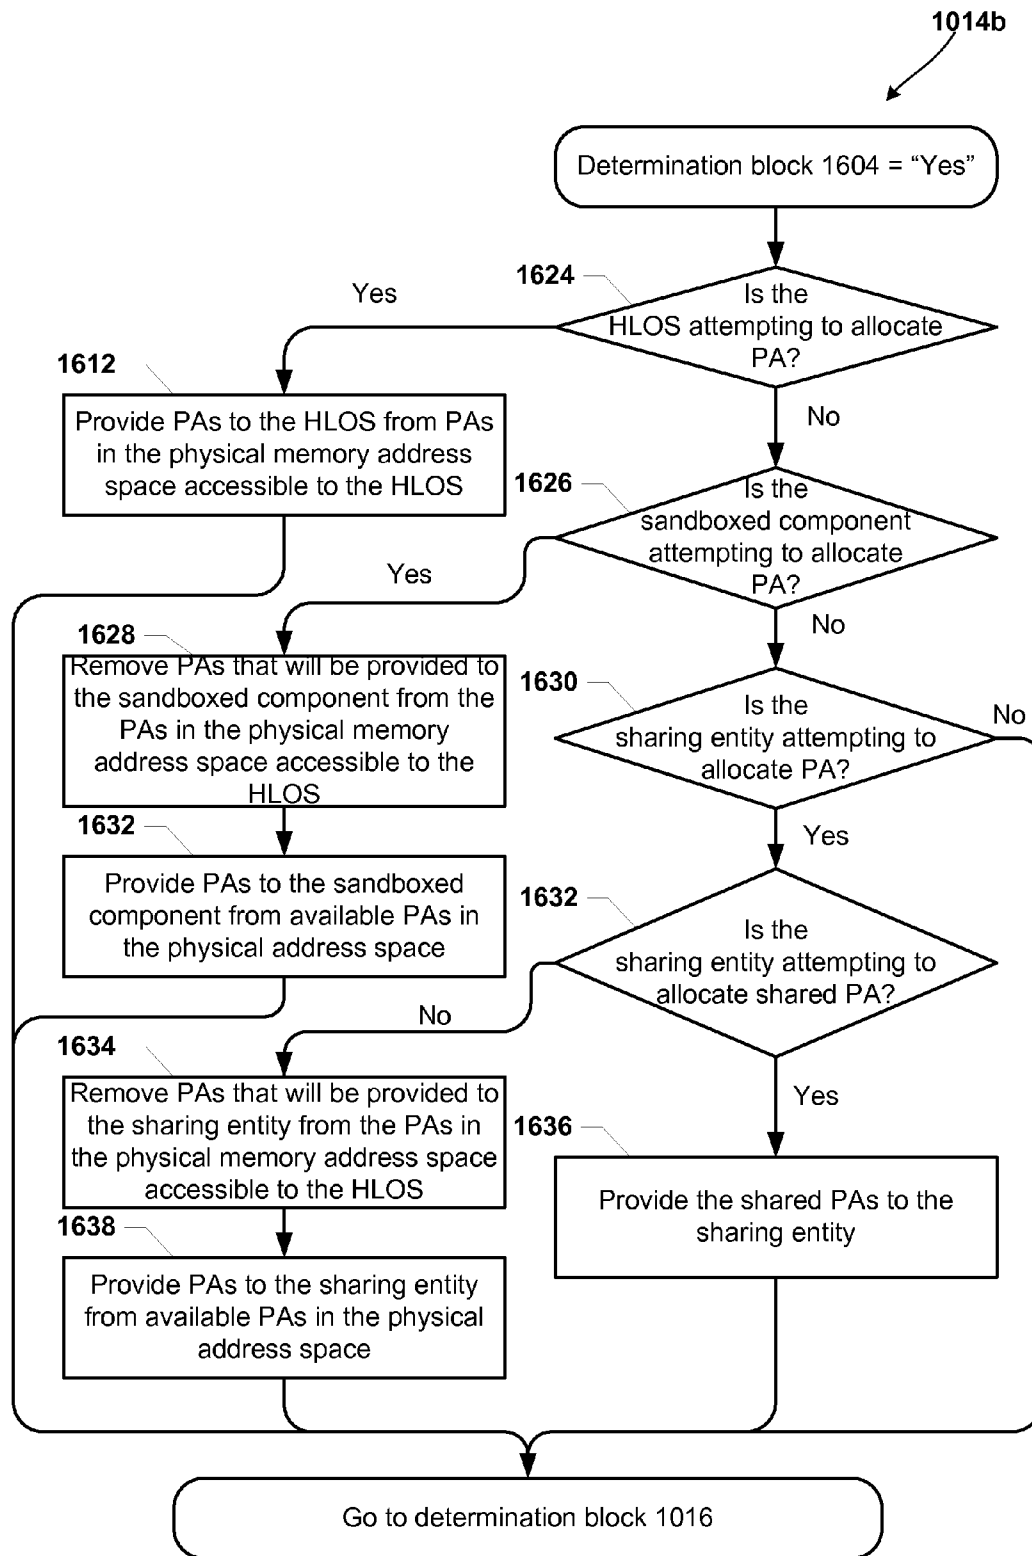 1014b
Determination block 1604 = “Yes”
1624
Is the
HLOS attempting to allocate
PA?
Yes
No
1612
Provide PAs to the HLOS from PAs
in the physical memory address
space accessible to the HLOS
1626
Is the
sandboxed component
attempting to allocate
PA?
Yes
No
1628
Remove PAs that will be provided to
the sandboxed component from the
PAs in the physical memory
address space accessible to the
HLOS
1630
Is the
sharing entity attempting to
allocate PA?
No
Yes
1632
Provide PAs to the sandboxed
component from available PAs in
the physical address space
1632
Is the
sharing entity attempting to
allocate shared PA?
No
Yes
1634
Remove PAs that will be provided to
the sharing entity from the PAs in
the physical memory address space
accessible to the HLOS
1636
Provide the shared PAs to the
sharing entity
1638
Provide PAs to the sharing entity
from available PAs in the physical
address space
Go to determination block 1016